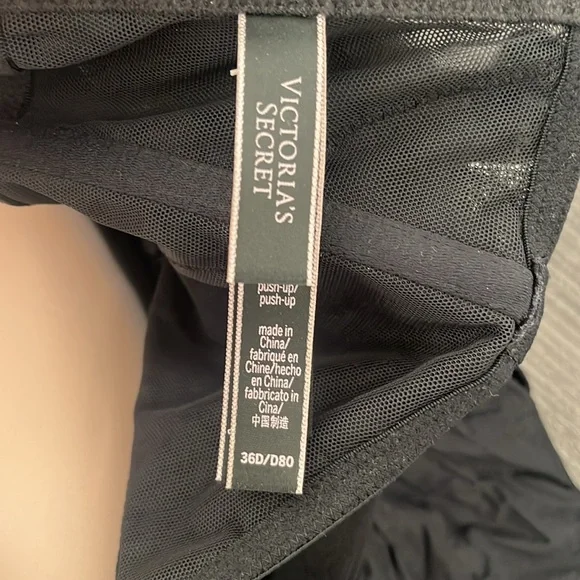 VICTORIA'S
SECRET
push-up/
push-up
made in
China/
fabriqué en
Chine/hecho
en China/
fabbricato in
Cina/
中国制造
36D/D80